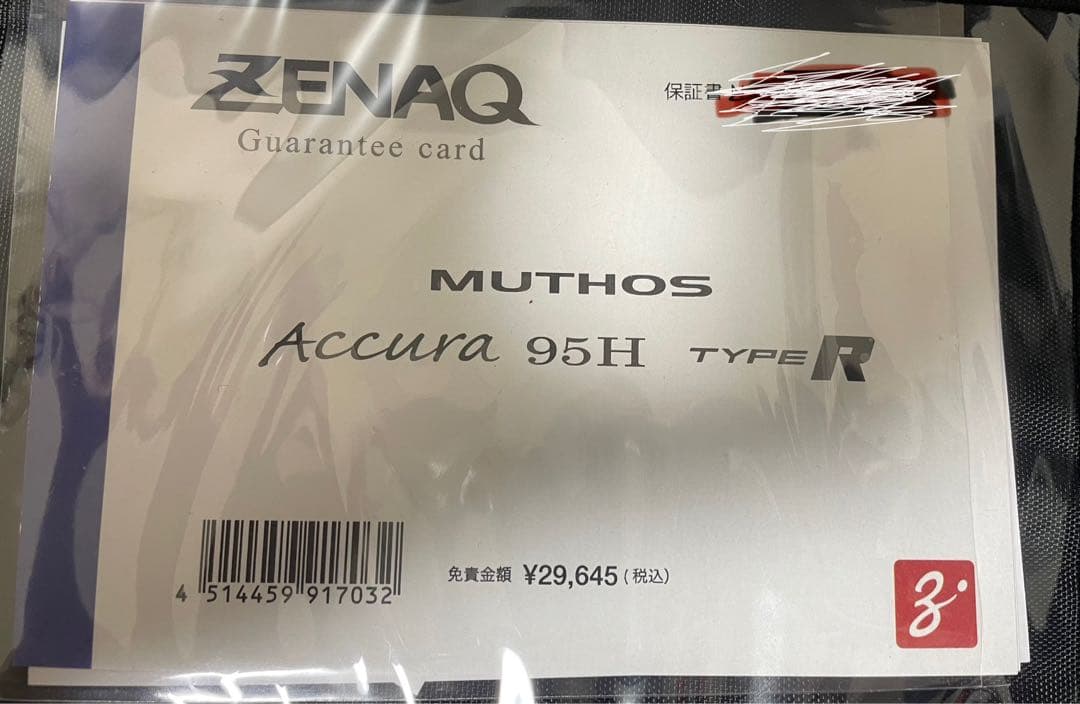 ZENAQ
Guarantee card
保証書
MUTHOS
Accura 95H TYPE R
4 514459 917032
免責金額 ¥29,645(税込)
z